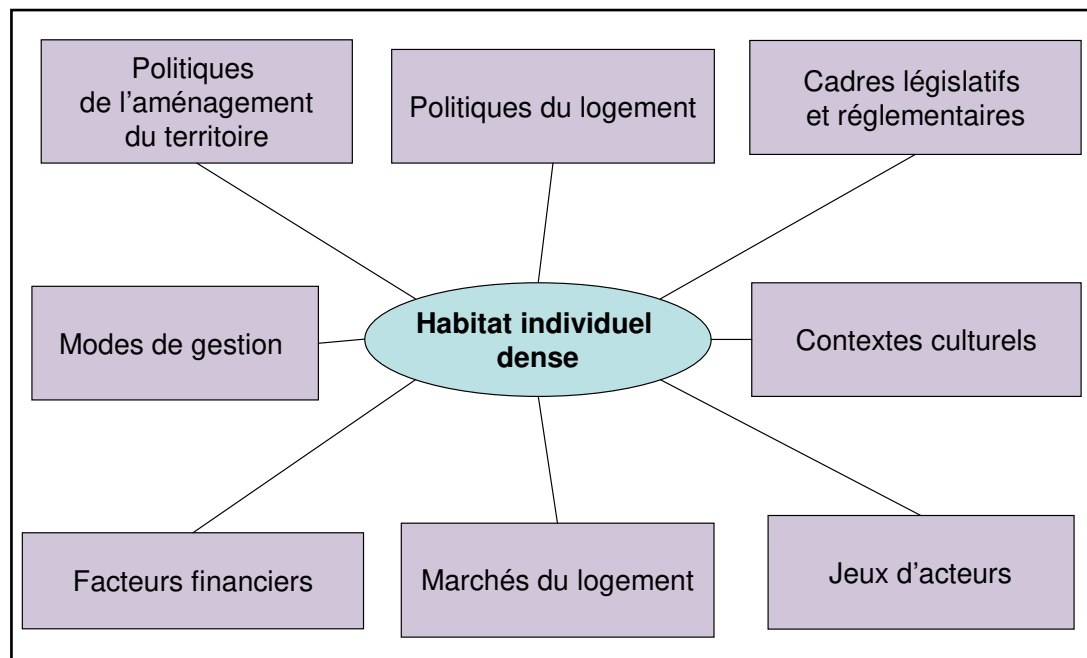 Politiques
de l'aménagement
du territoire
Politiques du logement
Cadres législatifs
et réglementaires
Modes de gestion
Habitat individuel
dense
Contextes culturels
Facteurs financiers
Marchés du logement
Jeux d'acteurs